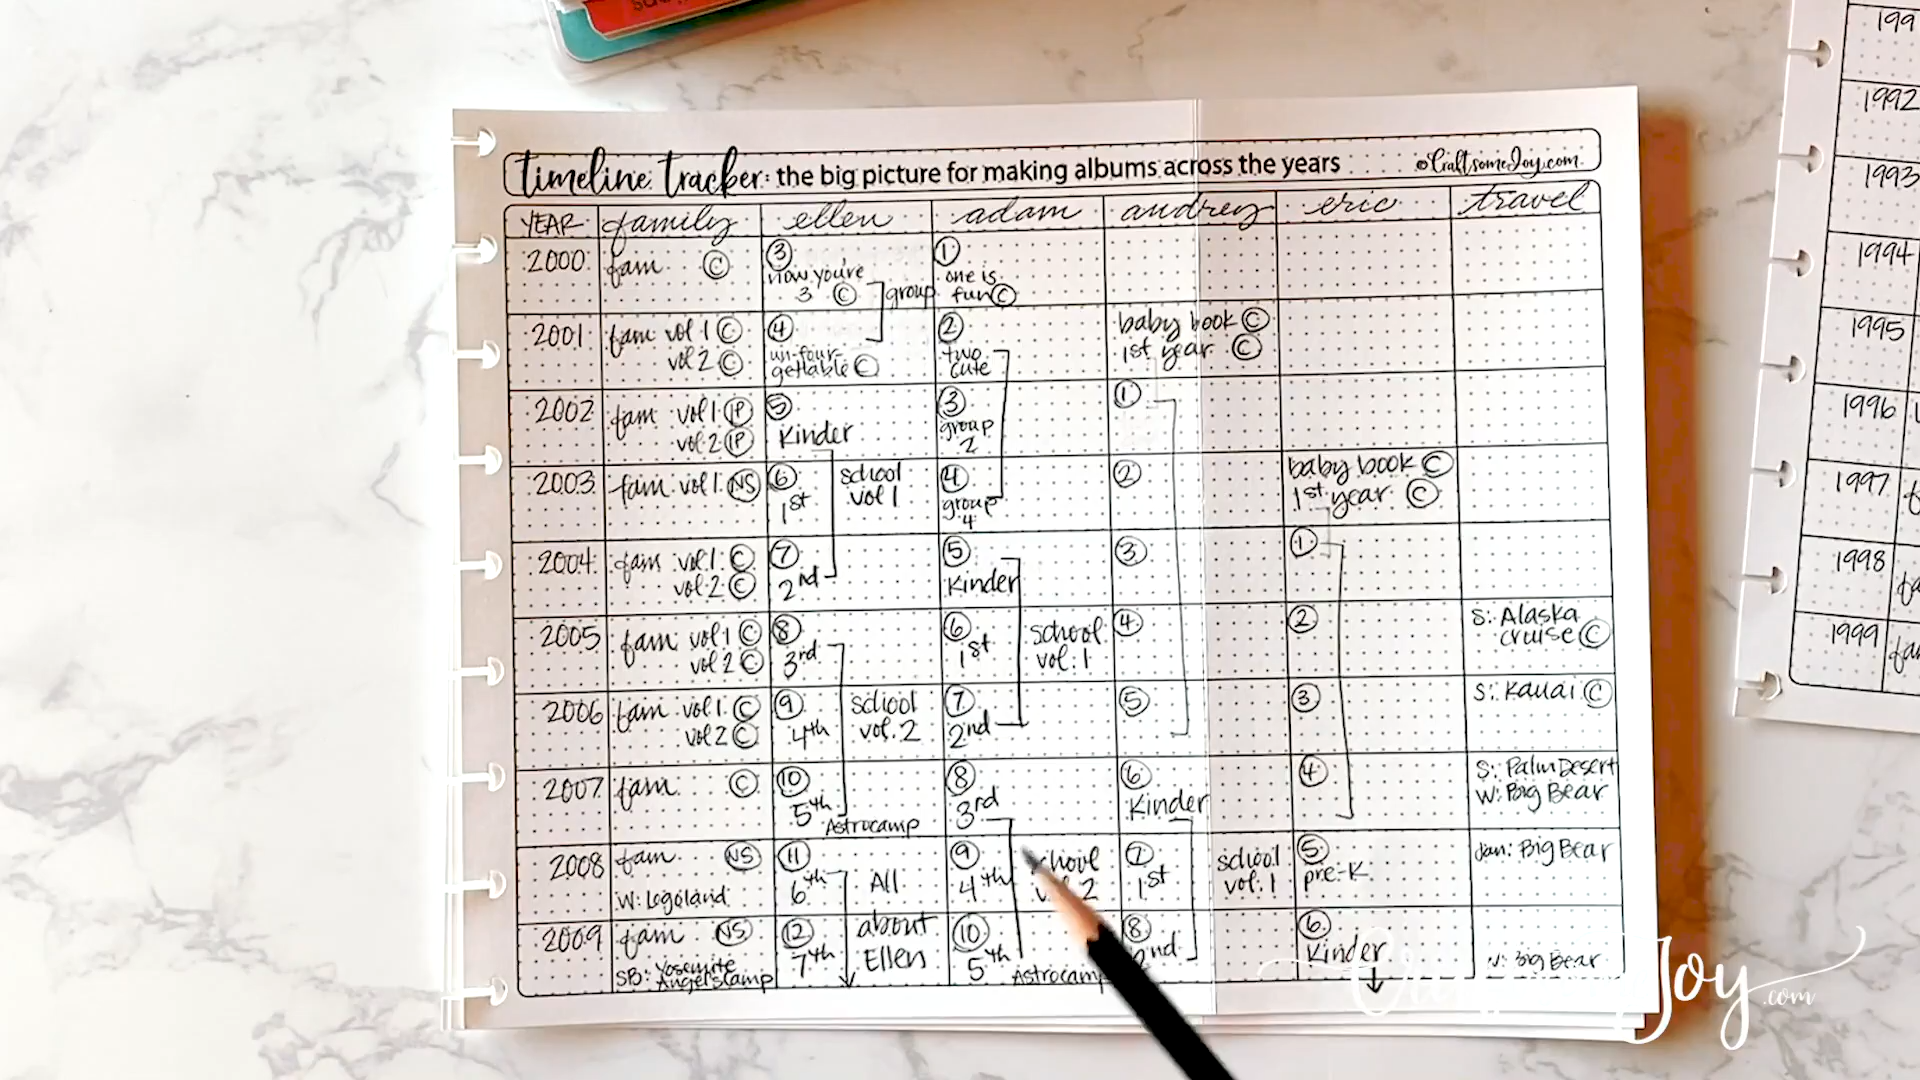 timeline tracker: the big picture for making albums across the years ©CraftsomeJoy.com
YEAR family ellen adam audrey eric travel
2000 fam © ③ now you're 3 © group ① one is fun ©
2001 fam vol 1 © vol 2 © ④ un-four-gettable © ② two cute baby book © 1st year ©
2002 fam vol 1 IP vol 2 IP ⑤ Kinder ③ group 2 ①
2003 fam vol 1 NS ⑥ 1st school vol 1 ④ group 4 ② baby book © 1st year ©
2004 fam vol 1 © vol 2 © ⑦ 2nd ⑤ Kinder ③ ①
2005 fam vol 1 © vol 2 © ⑧ 3rd ⑥ 1st school vol. 1 ④ ② S: Alaska cruise ©
2006 fam vol 1 © vol 2 © ⑨ 4th school vol. 2 ⑦ 2nd ⑤ ③ S: Kauai ©
2007 fam © ⑩ 5th Astrocamp ⑧ 3rd ⑥ Kinder ④ S: Palm Desert W: Big Bear
2008 fam NS W: Legoland ⑪ 6th All ⑨ 4th 2 ⑦ 1st school vol. 1 ⑤ pre-K Jan: Big Bear
2009 fam NS SB: Yosemite Angelscamp ⑫ 7th about Ellen ⑩ 5th Astrocamp ⑧ ⑥ Kinder Big Bear
Joy.com
1992
1993
1994
1995
1996
1997
1998
1999